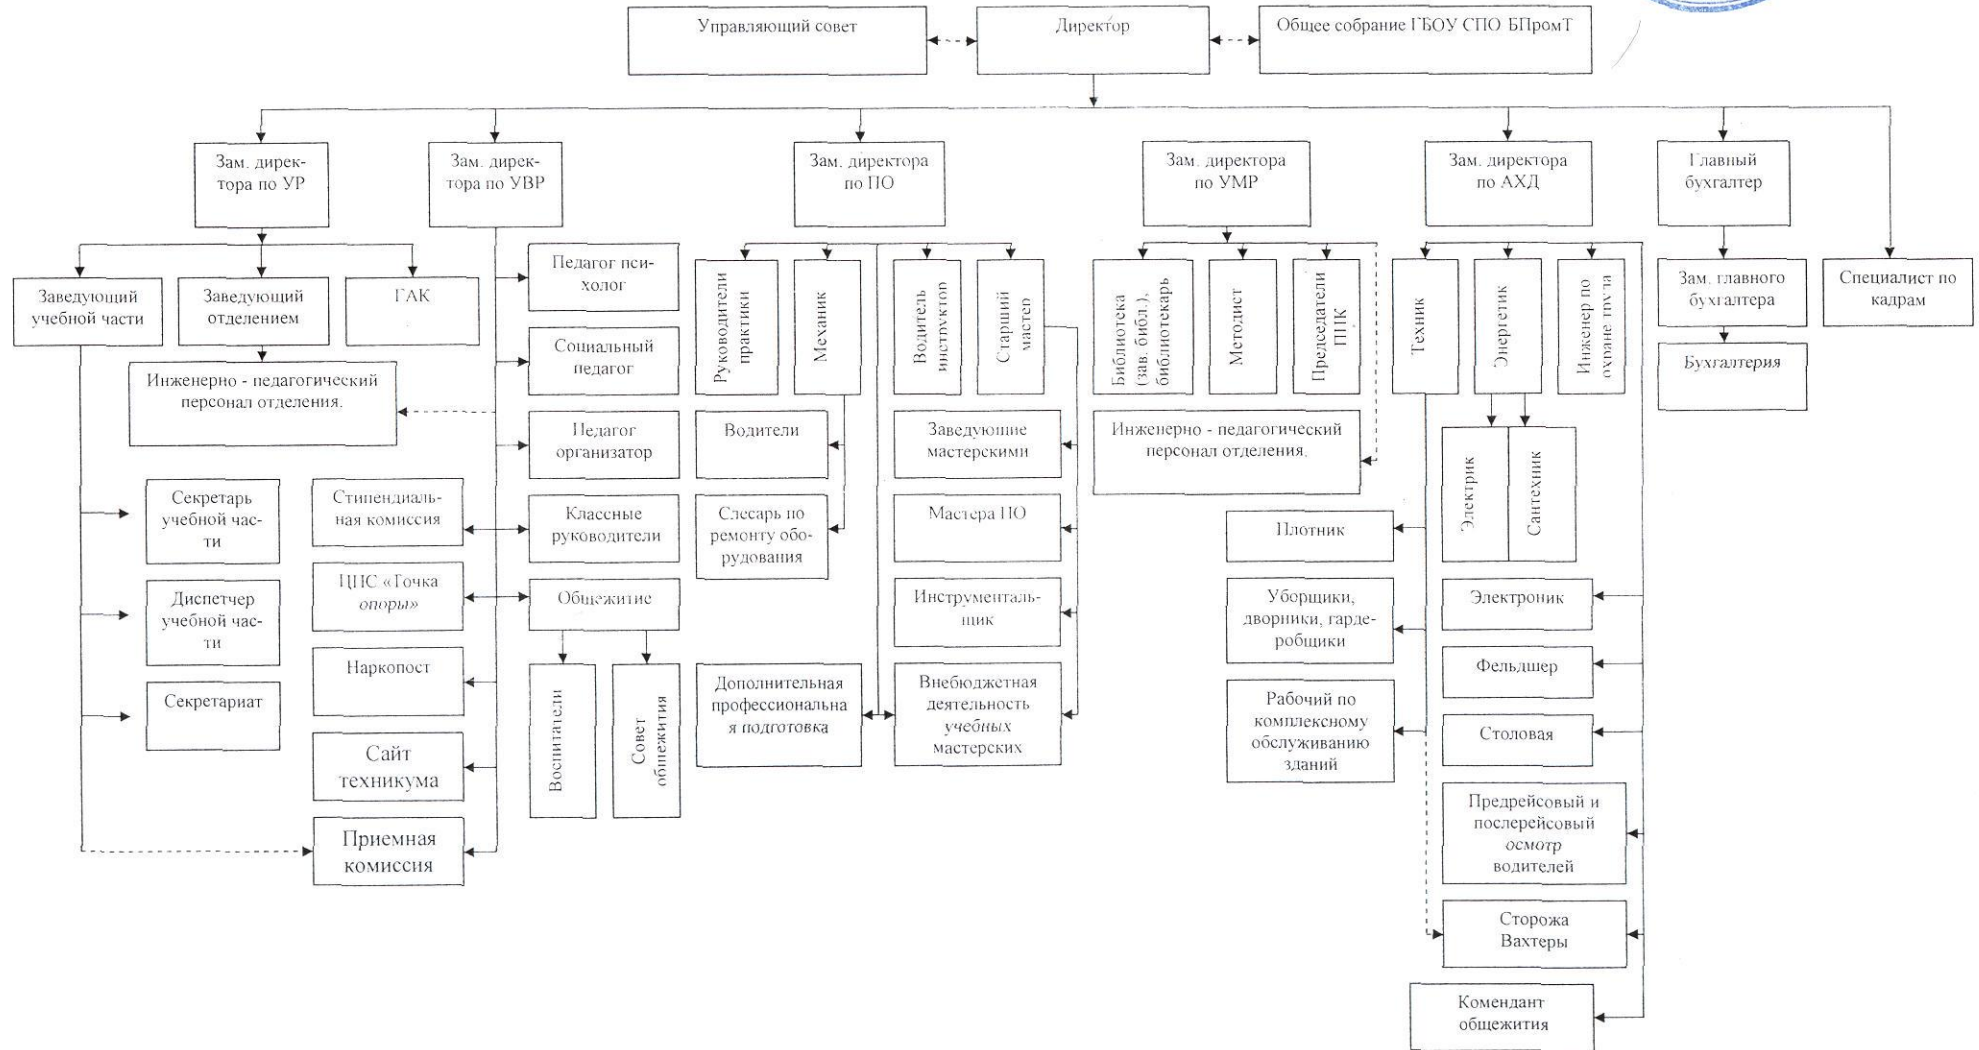 Управляющий совет
Директор
Общее собрание ГБОУ СПО БПромТ
Зам. дирек-
тора по УР
Зам. дирек-
тора по УВР
Зам. директора
по ПО
Зам. директора
по УМР
Зам. директора
по АХД
Главный
бухгалтер
Заведующий
учебной части
Заведующий
отделением
ГАК
Педагог пси-
холог
Руководители
практики
Механик
Водитель
инструктор
Старший
мастер
Библиотека
(зав. библ.),
библиотекарь
Методист
Председатели
ППК
Техник
Энергетик
Инженер по
охране труда
Зам. главного
бухгалтера
Специалист по
кадрам
Социальный
педагог
Бухгалтерия
Инженерно - педагогический
персонал отделения.
Педагог
организатор
Водители
Заведующие
мастерскими
Инженерно - педагогический
персонал отделения.
Электрик
Сантехник
Секретарь
учебной час-
ти
Стипендиаль-
ная комиссия
Классные
руководители
Слесарь по
ремонту обо-
рудования
Мастера ПО
Плотник
Диспетчер
учебной час-
ти
ЦПС «Точка
опоры»
Общежитие
Инструменталь-
щик
Уборщики,
дворники, гарде-
робщики
Электроник
Секретариат
Наркопост
Воспитатели
Совет
общежития
Дополнительная
профессиональна
я подготовка
Внебюджетная
деятельность
учебных
мастерских
Рабочий по
комплексному
обслуживанию
зданий
Фельдшер
Столовая
Сайт
техникума
Предрейсовый и
послерейсовый
осмотр
водителей
Приемная
комиссия
Сторожа
Вахтеры
Комендант
общежития